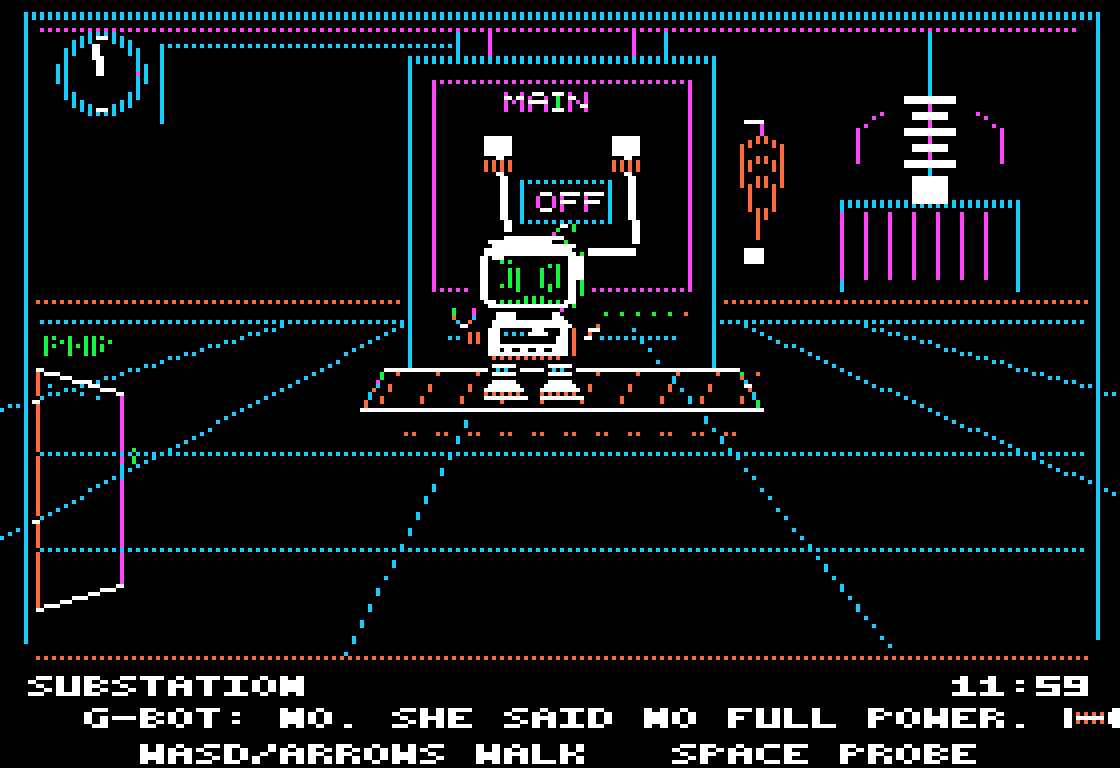 MAIN
OFF
SUBSTATION 11:59
G-BOT: NO. SHE SAID NO FULL POWER.
WASD/ARROWS WALK SPACE PROBE